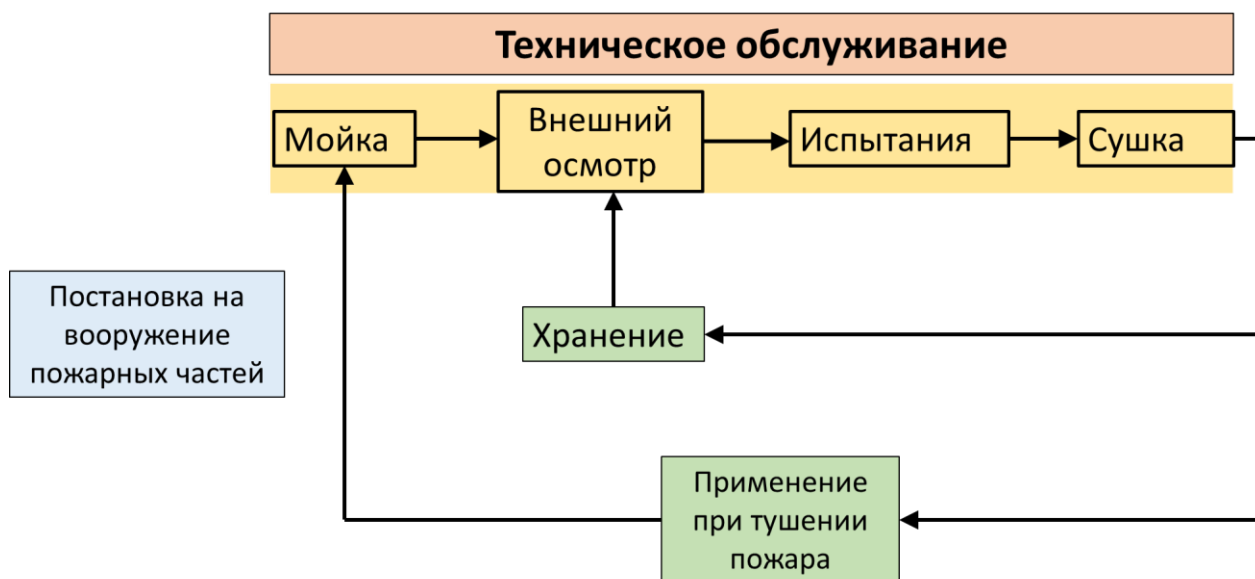 Техническое обслуживание
Мойка
Внешний
осмотр
Испытания
Сушка
Постановка на
вооружение
пожарных частей
Хранение
Применение
при тушении
пожара